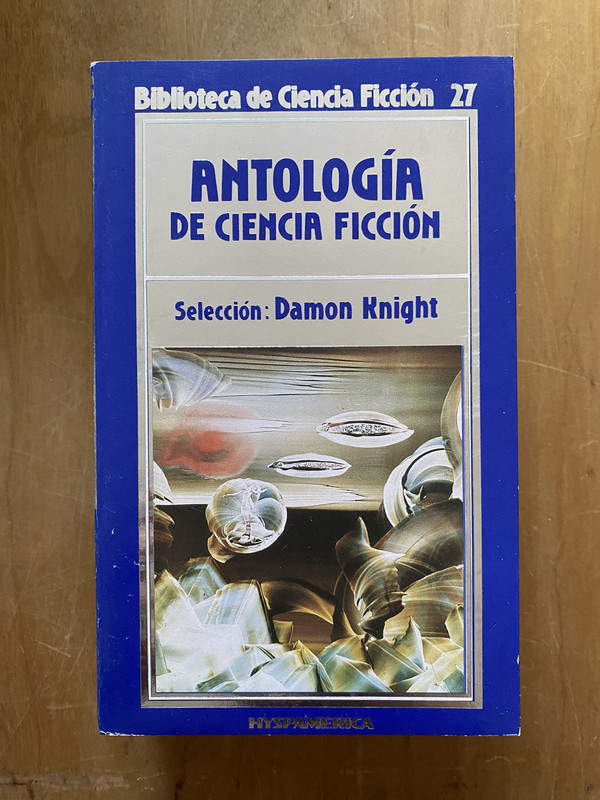 Biblioteca de Ciencia Ficción 27
ANTOLOGÍA
DE CIENCIA FICCIÓN
Selección: Damon Knight
HYSPAMERICA